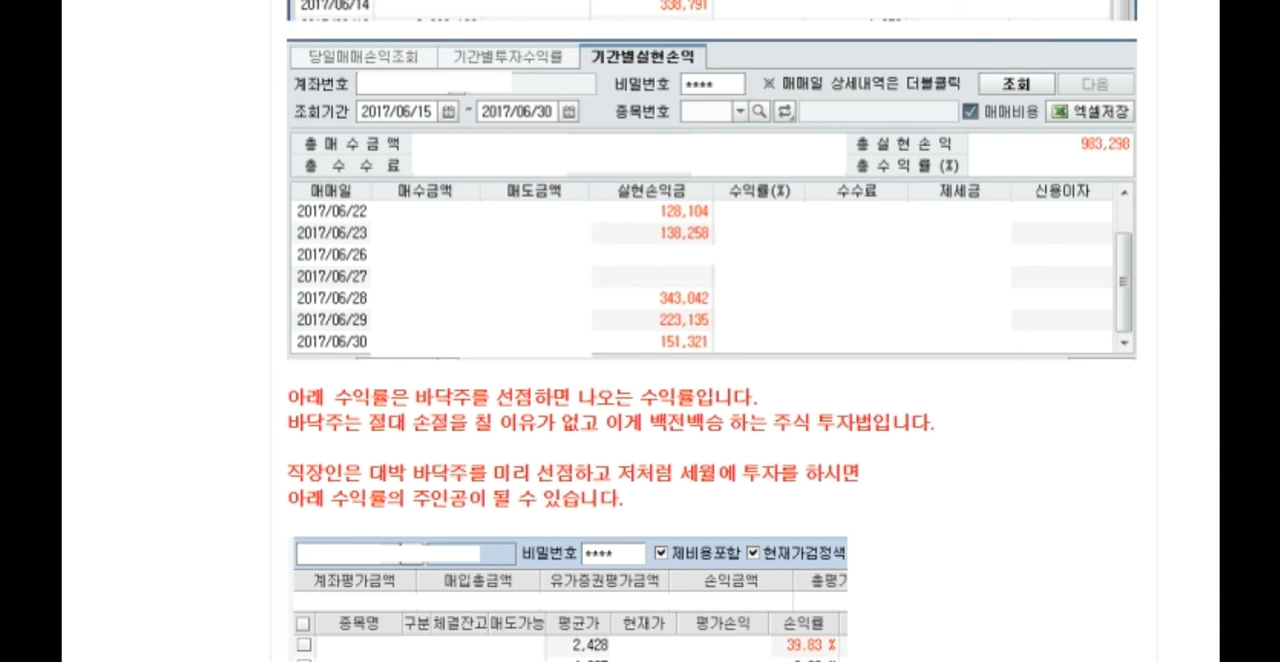 2017/06/14 338,791
당일매매손익조회 기간별투자수익률 기간별실현손익
계좌번호 비밀번호 **** ※ 매매일 상세내역은 더블클릭 조회 다음
조회기간 2017/06/15 ~ 2017/06/30 종목번호 매매비용 엑셀저장
총매수금액 총실현손익 983,298
총수수료 총수익률(%)
매매일 매수금액 매도금액 실현손익금 수익률(%) 수수료 제세금 신용이자
2017/06/22 128,104
2017/06/23 138,258
2017/06/26
2017/06/27
2017/06/28 343,042
2017/06/29 223,135
2017/06/30 151,321
아래 수익률은 바닥주를 선점하면 나오는 수익률입니다.
바닥주는 절대 손절을 칠 이유가 없고 이게 백전백승 하는 주식 투자법입니다.
직장인은 대박 바닥주를 미리 선점하고 저처럼 세월에 투자를 하시면
아래 수익률의 주인공이 될 수 있습니다.
비밀번호 **** 제비용포함 현재가검정색
계좌평가금액 매입총금액 유가증권평가금액 손익금액 총평가
종목명 구분 체결잔고 매도가능 평균가 현재가 평가손익 손익률
2,428 39.83 %